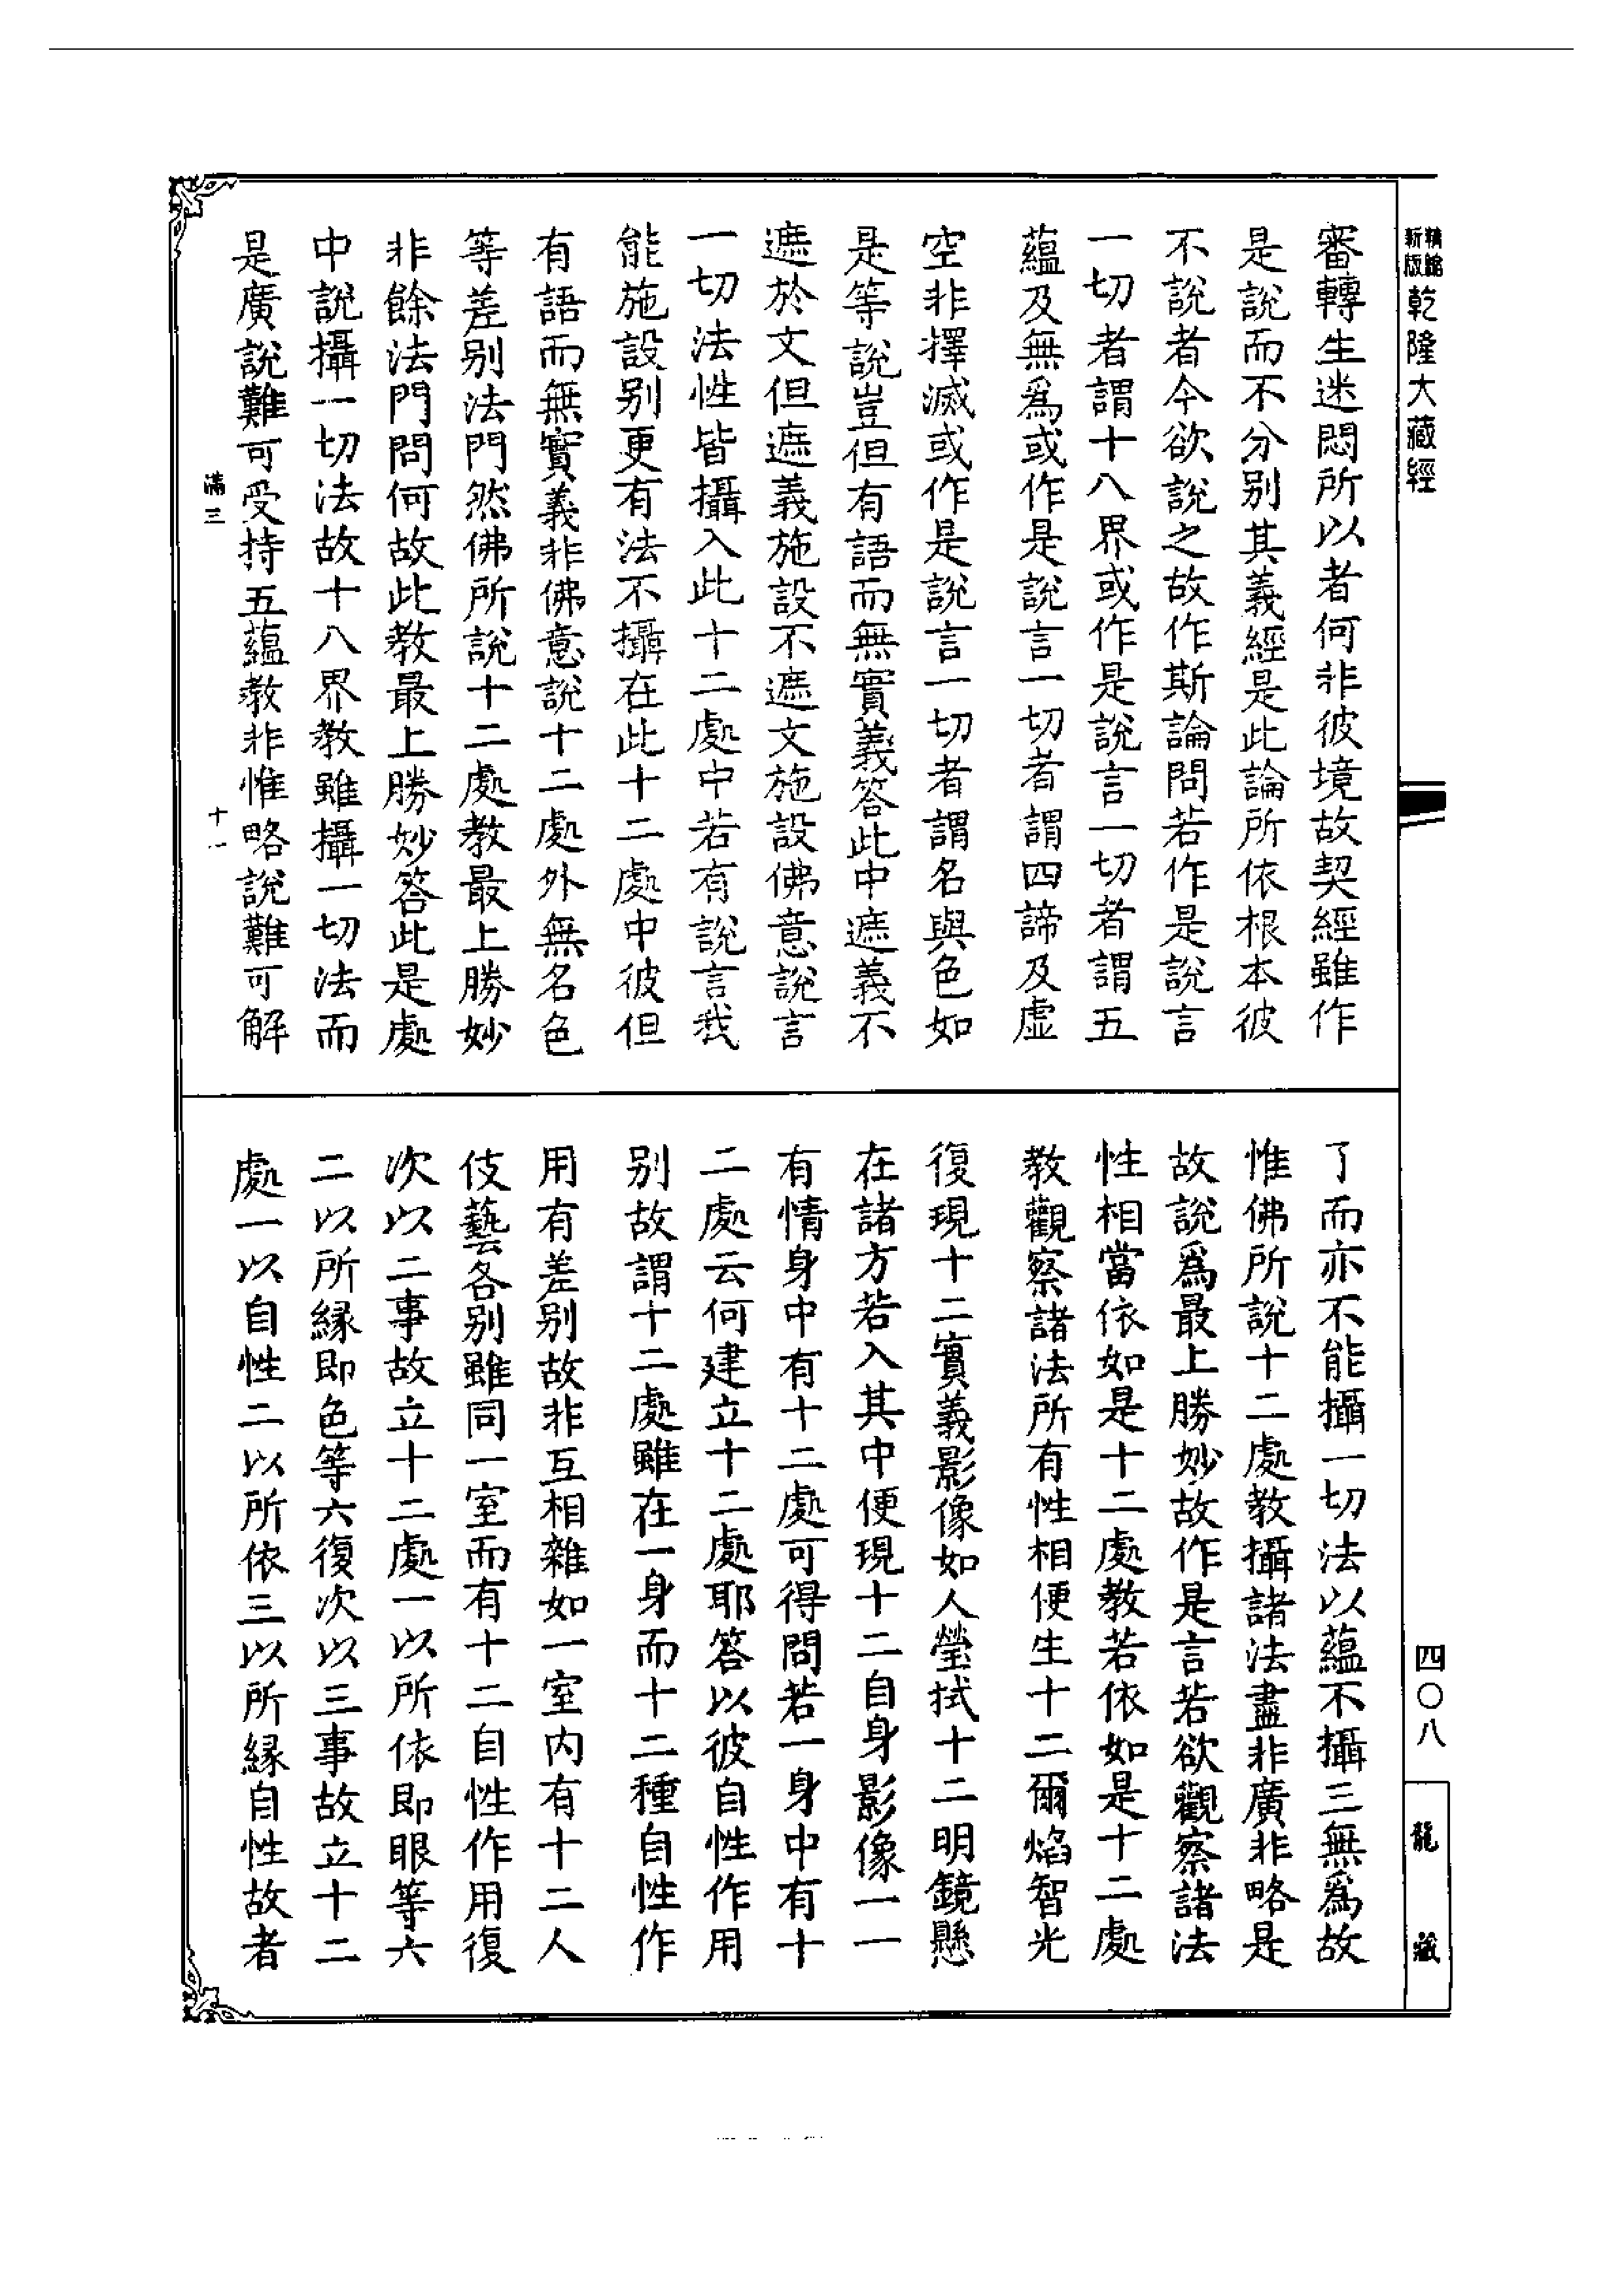 新版精縮乾隆大藏經
審轉生迷悶所以者何非彼境故契經雖作
是說而不分別其義經是此論所依根本彼
不說者今欲說之故作斯論問若作是說言
一切者謂十八界或作是說言一切者謂五
蘊及無爲或作是說言一切者謂四諦及虛
空非擇滅或作是說言一切者謂名與色如
是等說豈但有語而無實義答此中遮義不
遮於文但遮義施設不遮文施設佛意說言
一切法性皆攝入此十二處中若有說言我
能施設別更有法不攝在此十二處中彼但
有語而無實義非佛意說十二處外無名色
等差別法門然佛所說十二處教最上勝妙
非餘法門問何故此教最上勝妙答此是處
中說攝一切法故十八界教雖攝一切法而
是廣說難可受持五蘊教非惟略說難可解
滿三
十一
了而亦不能攝一切法以蘊不攝三無爲故
惟佛所說十二處教攝諸法盡非廣非略是
故說爲最上勝妙故作是言若欲觀察諸法
性相當依如是十二處教若依如是十二處
教觀察諸法所有性相便生十二爾焰智光
復現十二實義影像如人瑩拭十二明鏡懸
在諸方若入其中便現十二自身影像一一
有情身中有十二處可得問若一身中有十
二處云何建立十二處耶答以彼自性作用
別故謂十二處雖在一身而十二種自性作
用有差別故非互相雜如一室內有十二人
伎藝各別雖同一室而有十二自性作用復
次以二事故立十二處一以所依即眼等六
二以所緣即色等六復次以三事故立十二
處一以自性二以所依三以所緣自性故者
四〇八
龍藏